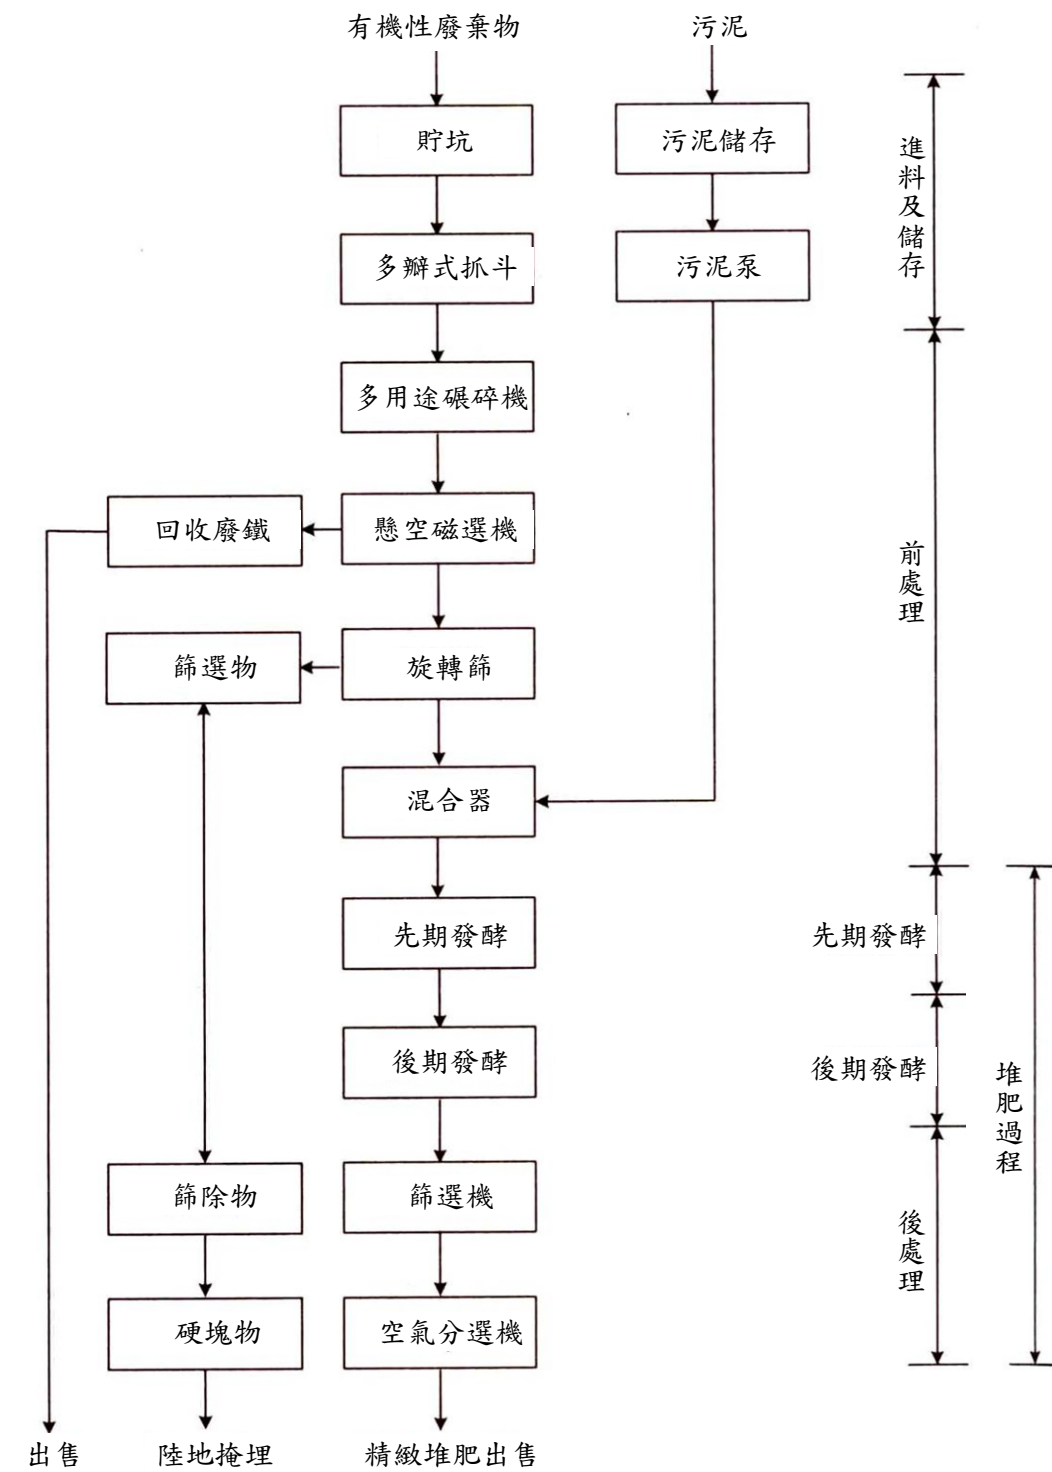 有機性廢棄物
污泥
貯坑
污泥儲存
多瓣式抓斗
污泥泵
進料及儲存
多用途碾碎機
回收廢鐵
懸空磁選機
前處理
篩選物
旋轉篩
混合器
先期發酵
先期發酵
後期發酵
後期發酵
堆肥過程
篩除物
篩選機
後處理
硬塊物
空氣分選機
出售
陸地掩埋
精緻堆肥出售